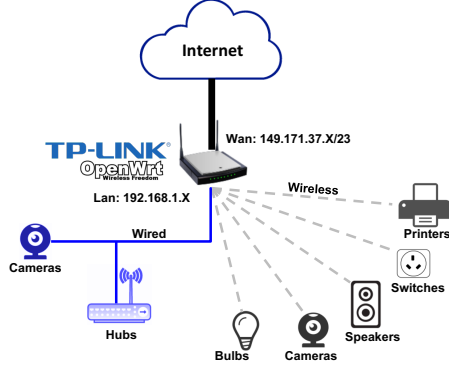 Internet
Wan: 149.171.37.X/23
TP-LINK®
OpenWrt
Wireless Freedom
Lan: 192.168.1.X
Wireless
Wired
Printers
Cameras
Switches
Hubs
Speakers
Bulbs
Cameras